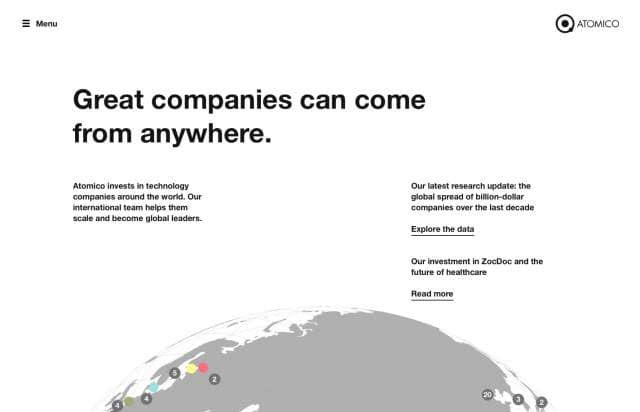 Menu
ATOMICO
Great companies can come
from anywhere.
Atomico invests in technology
companies around the world. Our
international team helps them
scale and become global leaders.
Our latest research update: the
global spread of billion-dollar
companies over the last decade
Explore the data
Our investment in ZocDoc and the
future of healthcare
Read more
5
2
4
4
20
3
2